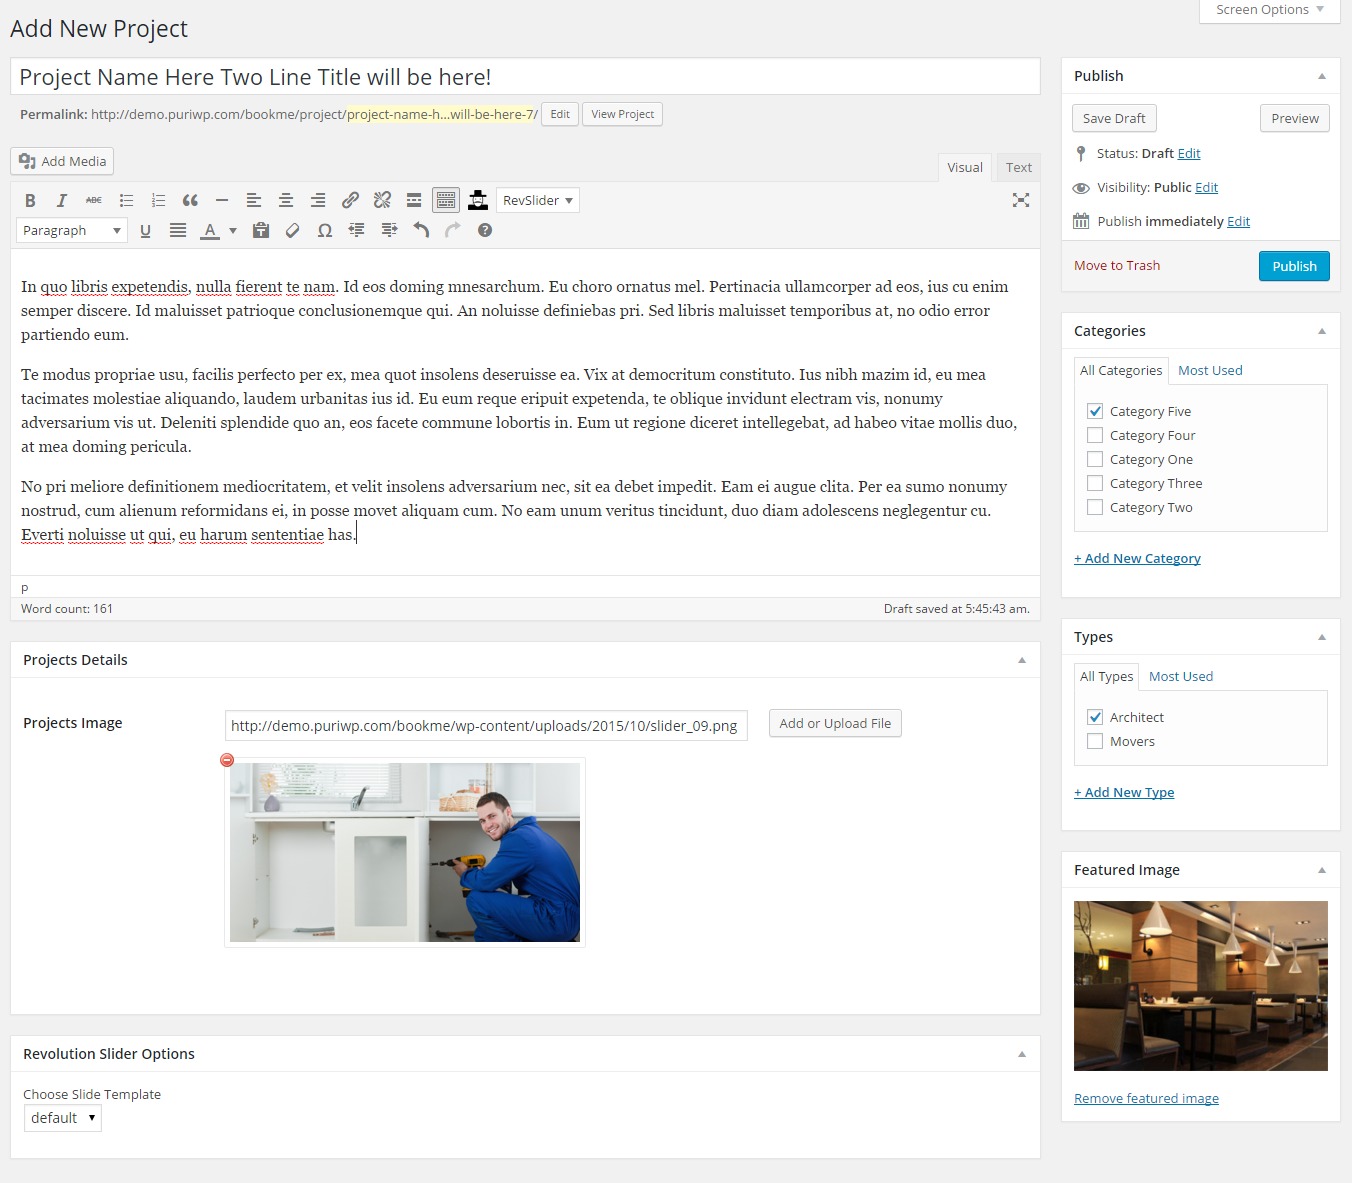 Screen Options
Add New Project
Project Name Here Two Line Title will be here!
Permalink: http://demo.puriwp.com/bookme/project/project-name-h...will-be-here-7/ Edit View Project
Add Media
Visual Text
B I ABC RevSlider
Paragraph U A Ω
In quo libris expetendis, nulla fierent te nam. Id eos doming mnesarchum. Eu choro ornatus mel. Pertinacia ullamcorper ad eos, ius cu enim
semper discere. Id maluisset patrioque conclusionemque qui. An noluisse definiebas pri. Sed libris maluisset temporibus at, no odio error
partiendo eum.
Te modus propriae usu, facilis perfecto per ex, mea quot insolens deseruisse ea. Vix at democritum constituto. Ius nibh mazim id, eu mea
tacimates molestiae aliquando, laudem urbanitas ius id. Eu eum reque eripuit expetenda, te oblique invidunt electram vis, nonumy
adversarium vis ut. Deleniti splendide quo an, eos facete commune lobortis in. Eum ut regione diceret intellegebat, ad habeo vitae mollis duo,
at mea doming pericula.
No pri meliore definitionem mediocritatem, et velit insolens adversarium nec, sit ea debet impedit. Eam ei augue clita. Per ea sumo nonumy
nostrud, cum alienum reformidans ei, in posse movet aliquam cum. No eam unum veritus tincidunt, duo diam adolescens neglegentur cu.
Everti noluisse ut qui, eu harum sententiae has.
p
Word count: 161 Draft saved at 5:45:43 am.
Projects Details
Projects Image http://demo.puriwp.com/bookme/wp-content/uploads/2015/10/slider_09.png Add or Upload File
Revolution Slider Options
Choose Slide Template
default
Publish
Save Draft Preview
Status: Draft Edit
Visibility: Public Edit
Publish immediately Edit
Move to Trash Publish
Categories
All Categories Most Used
Category Five
Category Four
Category One
Category Three
Category Two
+ Add New Category
Types
All Types Most Used
Architect
Movers
+ Add New Type
Featured Image
Remove featured image